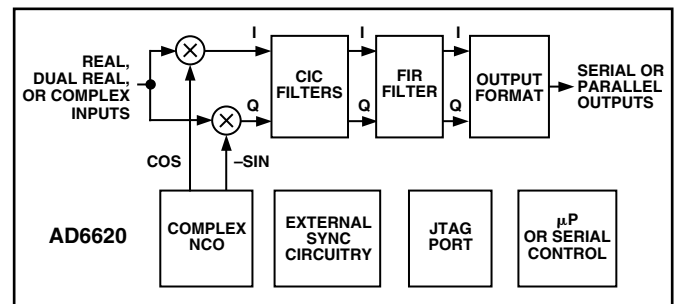 REAL,
DUAL REAL,
OR COMPLEX
INPUTS
I
Q
CIC
FILTERS
I
Q
FIR
FILTER
I
Q
OUTPUT
FORMAT
SERIAL OR
PARALLEL
OUTPUTS
COS
–SIN
AD6620
COMPLEX
NCO
EXTERNAL
SYNC
CIRCUITRY
JTAG
PORT
μP
OR SERIAL
CONTROL